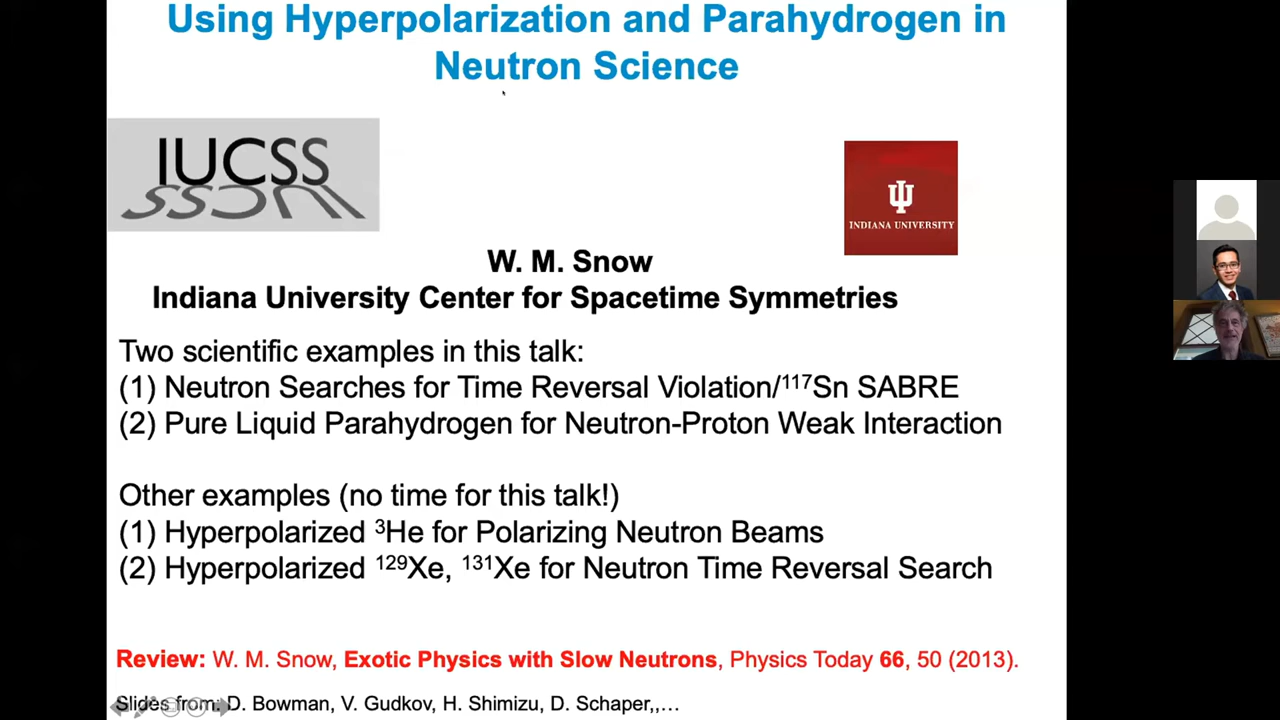 Using Hyperpolarization and Parahydrogen in
Neutron Science
IUCSS
INDIANA UNIVERSITY
W. M. Snow
Indiana University Center for Spacetime Symmetries
Two scientific examples in this talk:
(1) Neutron Searches for Time Reversal Violation/¹¹⁷Sn SABRE
(2) Pure Liquid Parahydrogen for Neutron-Proton Weak Interaction
Other examples (no time for this talk!)
(1) Hyperpolarized ³He for Polarizing Neutron Beams
(2) Hyperpolarized ¹²⁹Xe, ¹³¹Xe for Neutron Time Reversal Search
Review: W. M. Snow, Exotic Physics with Slow Neutrons, Physics Today 66, 50 (2013).
Slides from: D. Bowman, V. Gudkov, H. Shimizu, D. Schaper,,…